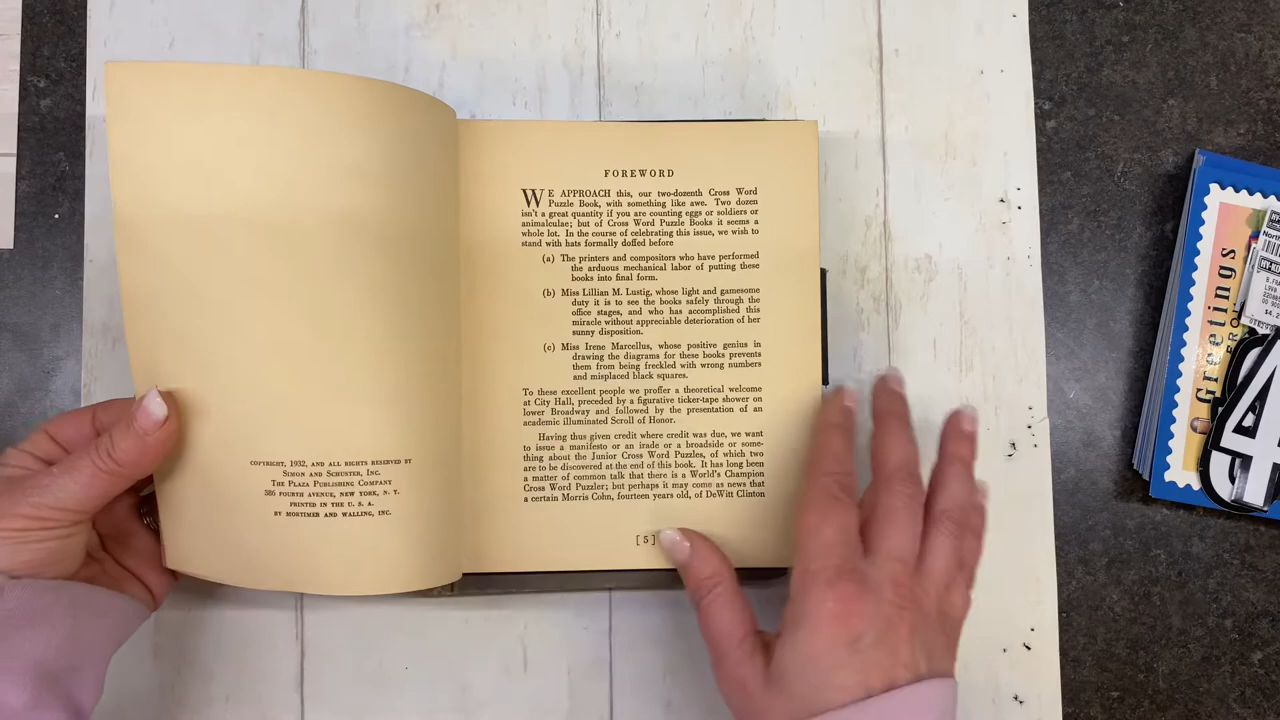 COPYRIGHT, 1932, AND ALL RIGHTS RESERVED BY
SIMON AND SCHUSTER, INC.
THE PLAZA PUBLISHING COMPANY
386 FOURTH AVENUE, NEW YORK, N. Y.
PRINTED IN THE U. S. A.
BY MORTIMER AND WALLING, INC.
FOREWORD
WE APPROACH this, our two-dozenth Cross Word
Puzzle Book, with something like awe. Two dozen
isn't a great quantity if you are counting eggs or soldiers or
animalculae; but of Cross Word Puzzle Books it seems a
whole lot. In the course of celebrating this issue, we wish to
stand with hats formally doffed before
(a) The printers and compositors who have performed
the arduous mechanical labor of putting these
books into final form.
(b) Miss Lillian M. Lustig, whose light and gamesome
duty it is to see the books safely through the
office stages, and who has accomplished this
miracle without appreciable deterioration of her
sunny disposition.
(c) Miss Irene Marcellus, whose positive genius in
drawing the diagrams for these books prevents
them from being freckled with wrong numbers
and misplaced black squares.
To these excellent people we proffer a theoretical welcome
at City Hall, preceded by a figurative ticker-tape shower on
lower Broadway and followed by the presentation of an
academic illuminated Scroll of Honor.
Having thus given credit where credit was due, we want
to issue a manifesto or an irade or a broadside or some-
thing about the Junior Cross Word Puzzles, of which two
are to be discovered at the end of this book. It has long been
a matter of common talk that there is a World's Champion
Cross Word Puzzler; but perhaps it may come as news that
a certain Morris Cohn, fourteen years old, of DeWitt Clinton
[5]
Greetings
FROM
4